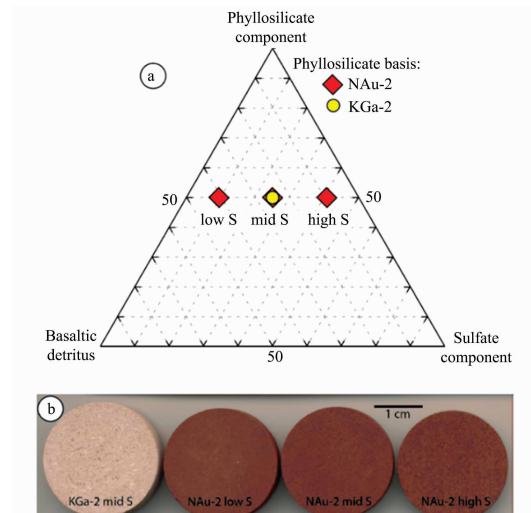 Phyllosilicate
component
a
Phyllosilicate basis:
NAu-2
KGa-2
50
50
low S
mid S
high S
Basaltic
detritus
50
Sulfate
component
b
1 cm
KGa-2 mid S
NAu-2 low S
NAu-2 mid S
NAu-2 high S